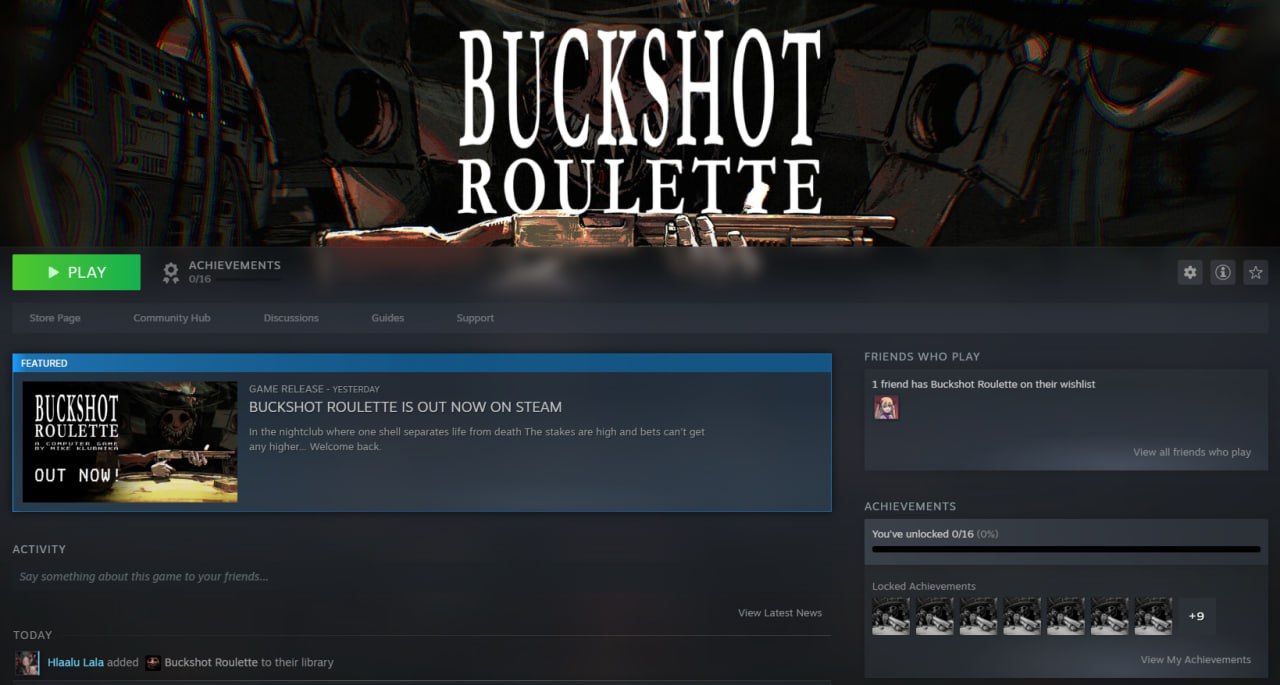 BUCKSHOT
ROULETTE
PLAY
ACHIEVEMENTS
0/16
Store Page
Community Hub
Discussions
Guides
Support
FEATURED
BUCKSHOT
ROULETTE
A COMPUTER GAME
BY MIKE KLUBNIKA
OUT NOW!
GAME RELEASE - YESTERDAY
BUCKSHOT ROULETTE IS OUT NOW ON STEAM
In the nightclub where one shell separates life from death The stakes are high and bets can't get
any higher... Welcome back.
FRIENDS WHO PLAY
1 friend has Buckshot Roulette on their wishlist
View all friends who play
ACTIVITY
Say something about this game to your friends...
View Latest News
TODAY
Hlaalu Lala added Buckshot Roulette to their library
ACHIEVEMENTS
You've unlocked 0/16 (0%)
Locked Achievements
+9
View My Achievements